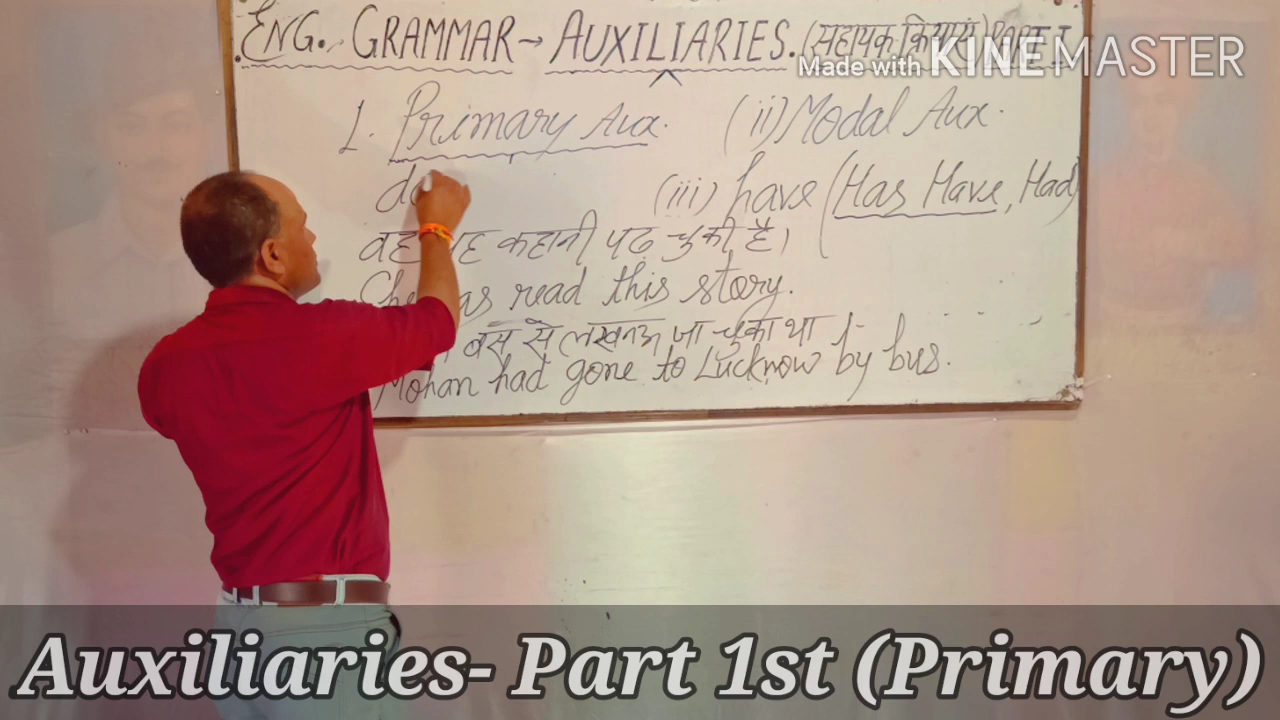 ENG. GRAMMAR → AUXILIARIES. (सहायक क्रियाएं) PART I
Made with KINEMASTER
1. Primary Aux. (ii) Modal Aux.
do (iii) have (Has Have, Had)
वह यह कहानी पढ़ चुकी है।
She has read this story.
बस से लखनऊ जा चुका था :-
Mohan had gone to Lucknow by bus.
Auxiliaries- Part 1st (Primary)